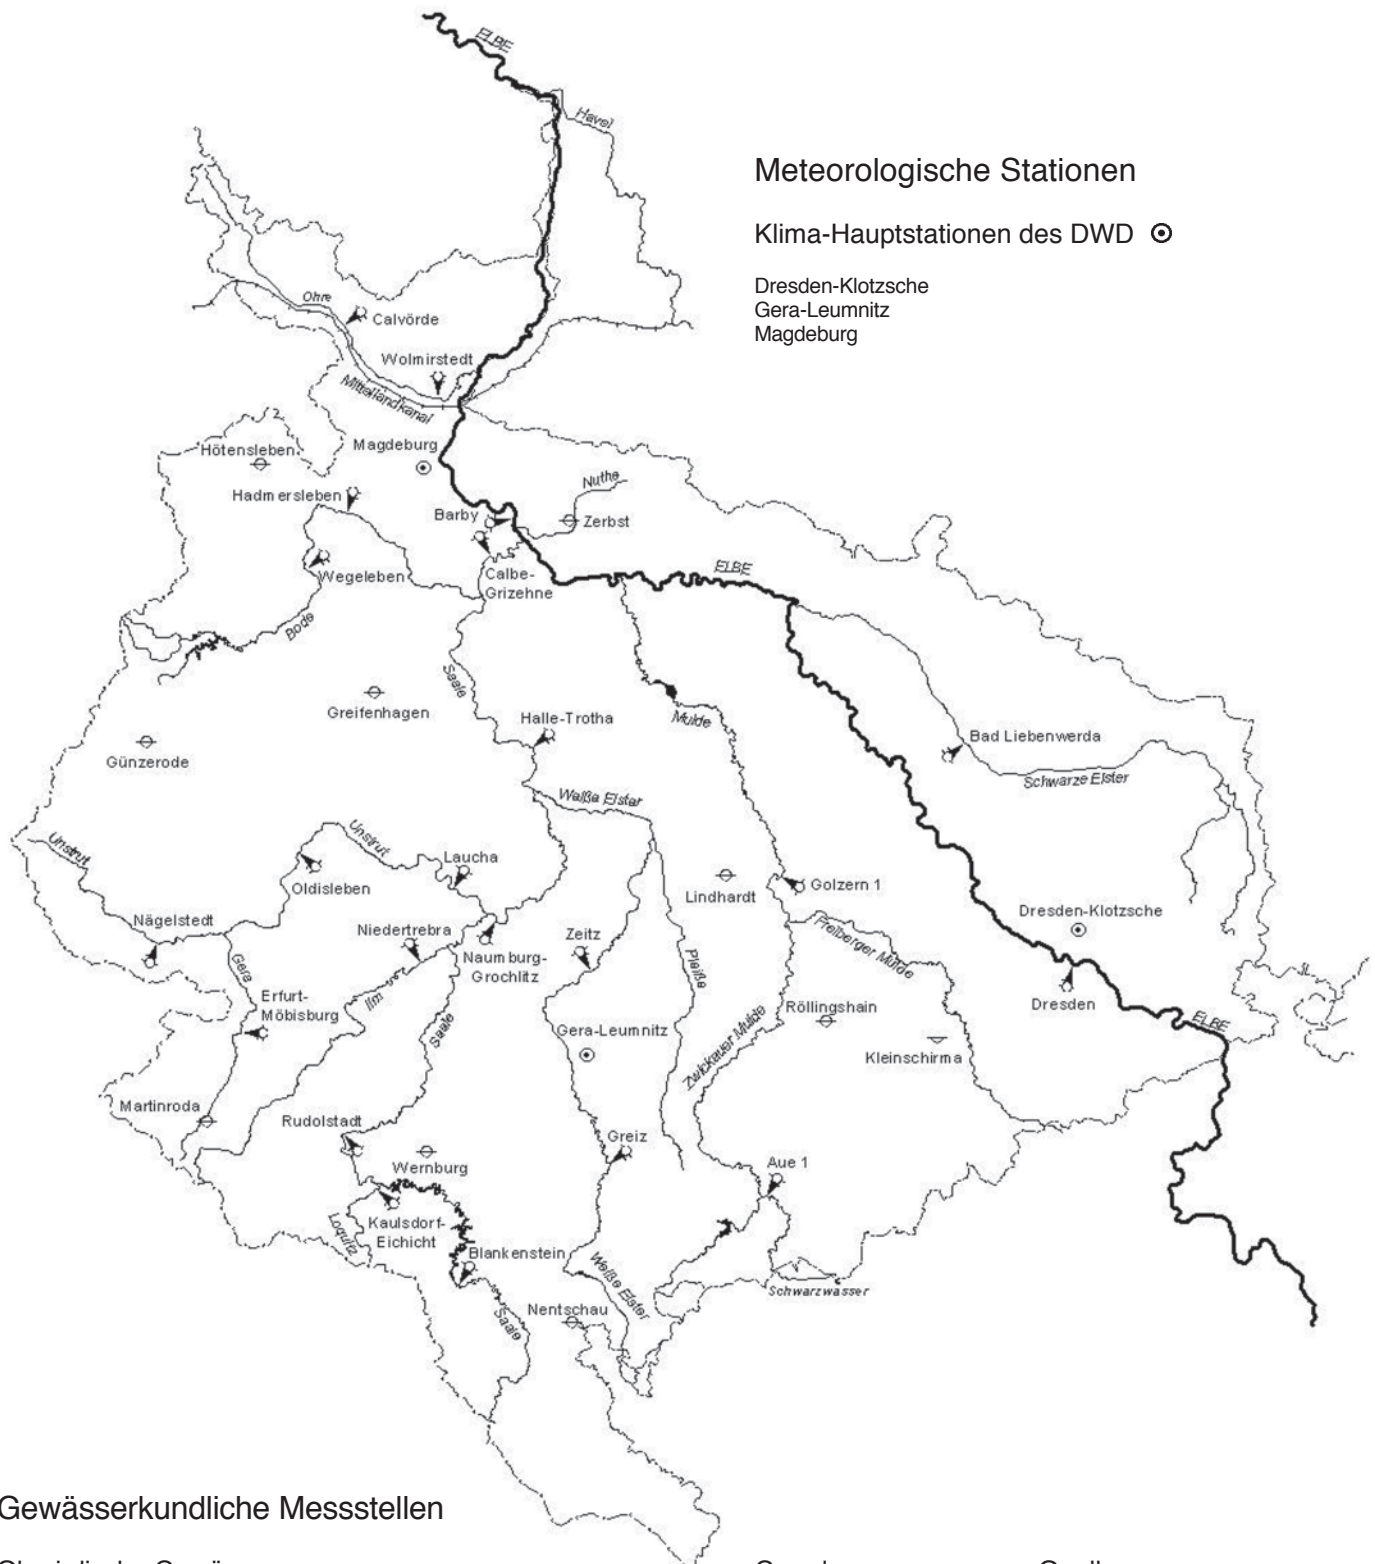 ELBE
Havel
Meteorologische Stationen
Klima-Hauptstationen des DWD
Dresden-Klotzsche
Gera-Leumnitz
Magdeburg
Ohre
Calvörde
Wolmirstedt
Mittellandkanal
Hötensleben
Magdeburg
Nuthe
Hadmersleben
Barby
Zerbst
Wegeleben
Calbe-
Grizehne
ELBE
Bode
Saale
Greifenhagen
Halle-Trotha
Mulde
Günzerode
Bad Liebenwerda
Schwarze Elster
Weiße Elster
Unstrut
Unstrut
Laucha
Oldisleben
Lindhardt
Golzern 1
Nägelstedt
Niedertrebra
Zeitz
Dresden-Klotzsche
Naumburg-
Grochlitz
Freiberger Mulde
Gera
Pleiße
Erfurt-
Möbisburg
Ilm
Saale
Gera-Leumnitz
Röllingshain
Dresden
ELBE
Zwickauer Mulde
Kleinschirma
Martinroda
Rudolstadt
Greiz
Wernburg
Aue 1
Loquitz
Kaulsdorf-
Eichicht
Blankenstein
Weiße Elster
Schwarzwasser
Saale
Nentschau
Gewässerkundliche Messstellen